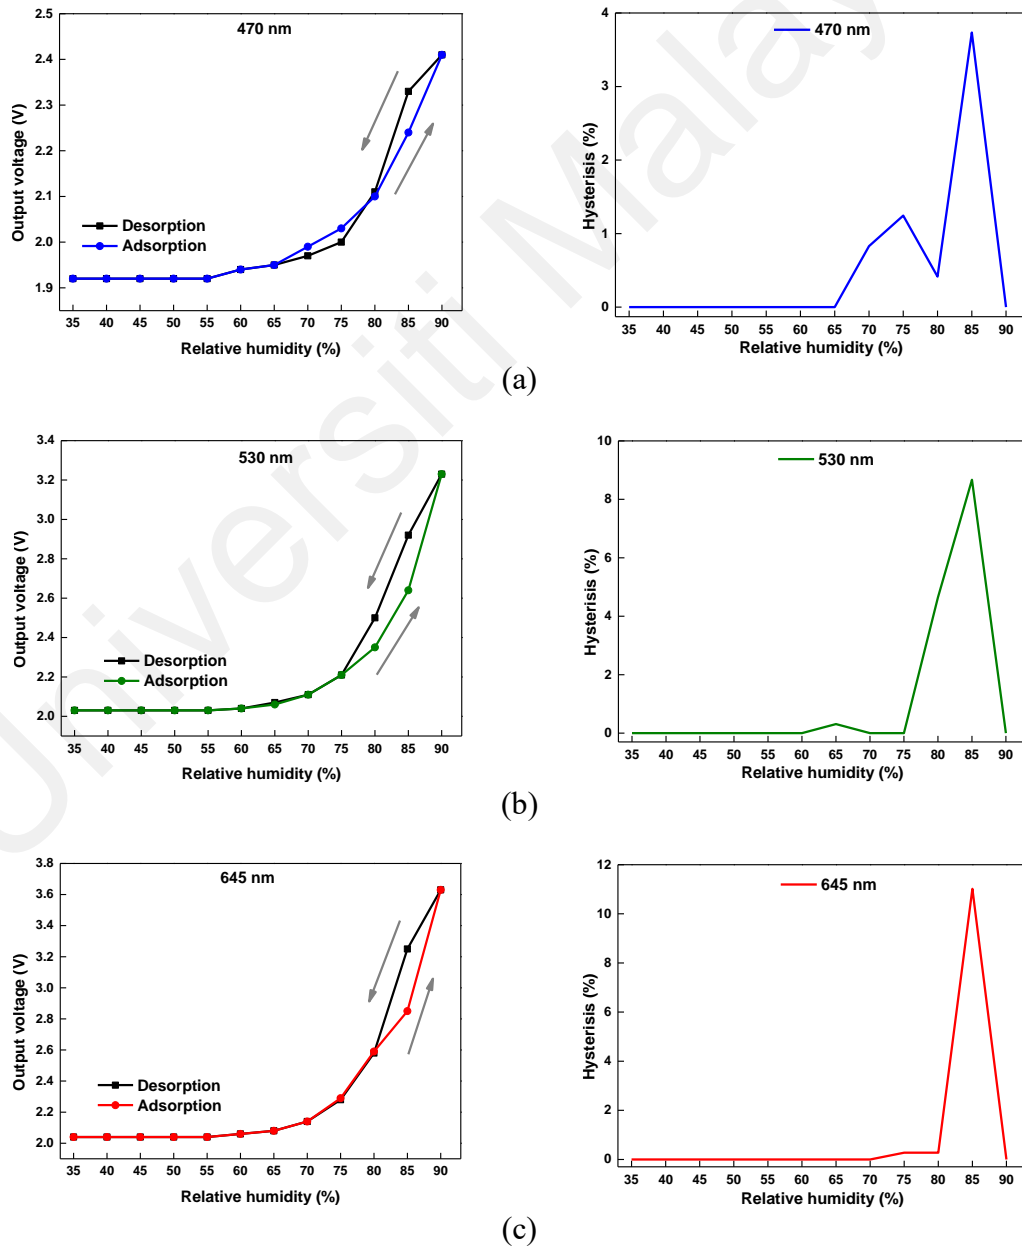 470 nm
Output voltage (V)
2.5
2.4
2.3
2.2
2.1
2.0
1.9
Desorption
Adsorption
35 40 45 50 55 60 65 70 75 80 85 90
Relative humidity (%)
470 nm
Hysterisis (%)
4
3
2
1
0
35 40 45 50 55 60 65 70 75 80 85 90
Relative humidity (%)
(a)
530 nm
Output voltage (V)
3.4
3.2
3.0
2.8
2.6
2.4
2.2
2.0
Desorption
Adsorption
35 40 45 50 55 60 65 70 75 80 85 90
Relative humidity (%)
530 nm
Hysterisis (%)
10
8
6
4
2
0
35 40 45 50 55 60 65 70 75 80 85 90
Relative humidity (%)
(b)
645 nm
Output voltage (V)
3.8
3.6
3.4
3.2
3.0
2.8
2.6
2.4
2.2
2.0
Desorption
Adsorption
35 40 45 50 55 60 65 70 75 80 85 90
Relative humidity (%)
645 nm
Hysterisis (%)
12
10
8
6
4
2
0
35 40 45 50 55 60 65 70 75 80 85 90
Relative humidity (%)
(c)
Universiti Malay